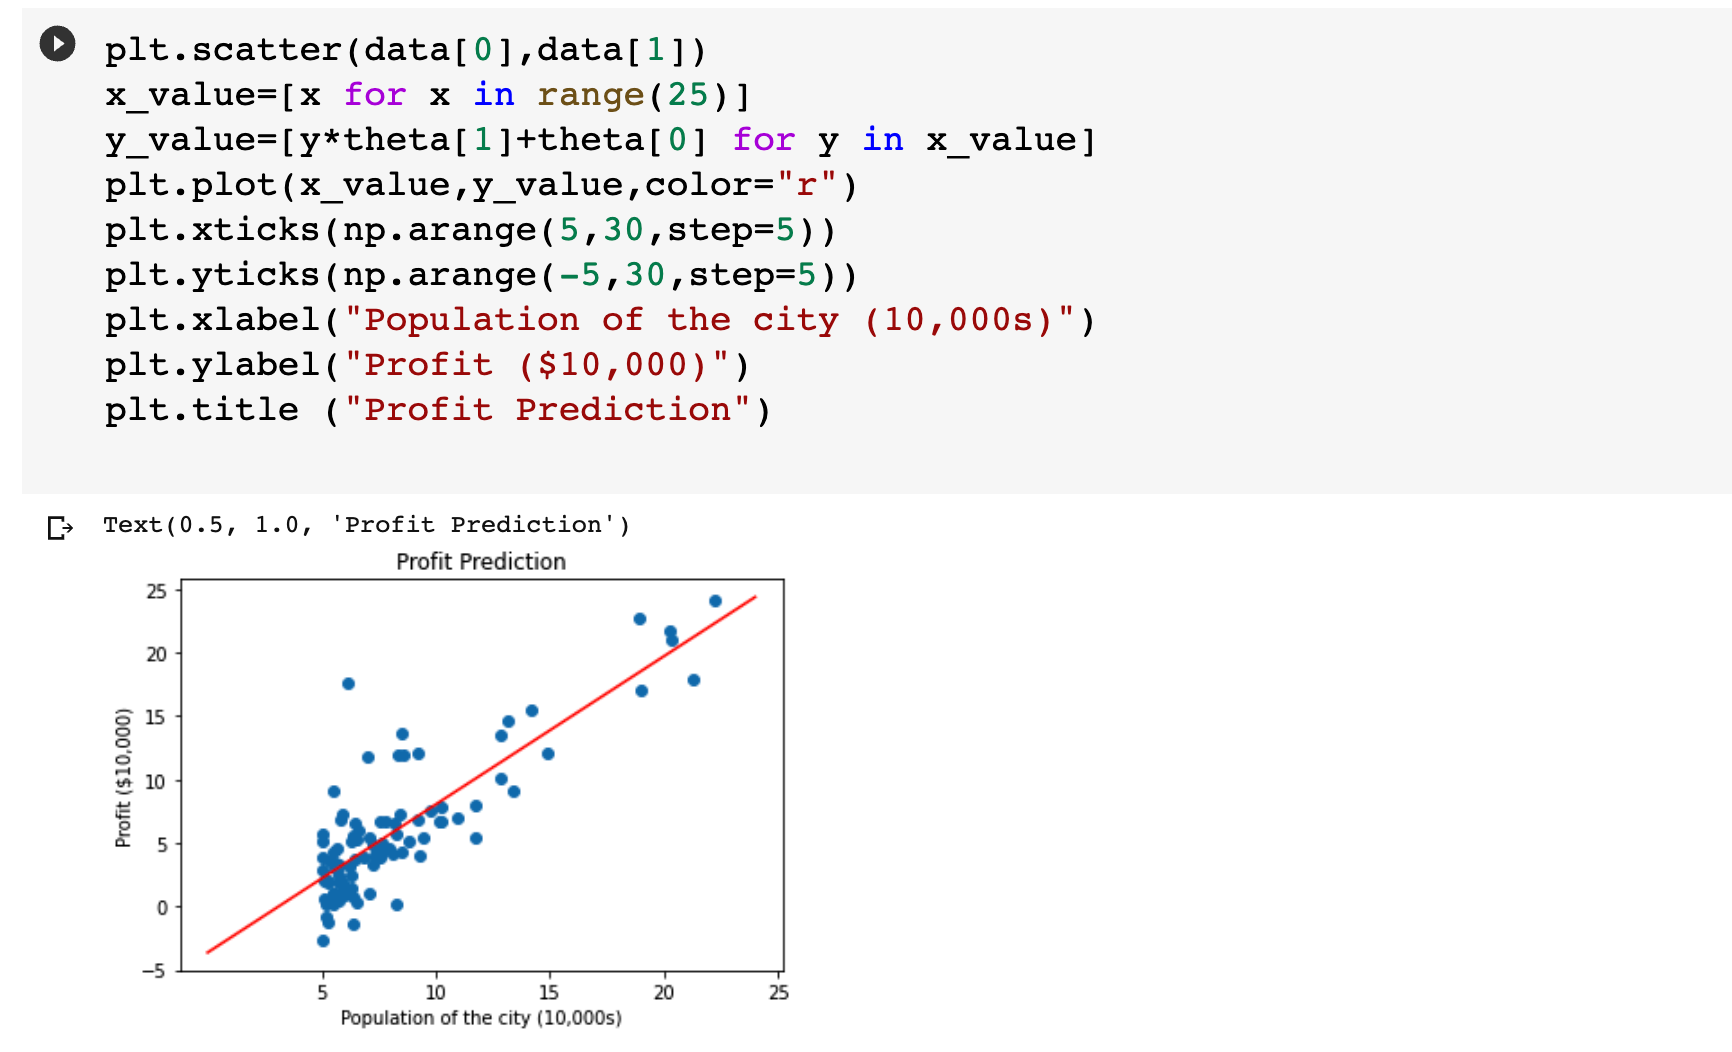 plt.scatter(data[0],data[1])
x_value=[x for x in range(25)]
y_value=[y*theta[1]+theta[0] for y in x_value]
plt.plot(x_value,y_value,color="r")
plt.xticks(np.arange(5,30,step=5))
plt.yticks(np.arange(-5,30,step=5))
plt.xlabel("Population of the city (10,000s)")
plt.ylabel("Profit ($10,000)")
plt.title ("Profit Prediction")
Text(0.5, 1.0, 'Profit Prediction')
Profit Prediction
25
20
15
10
5
0
−5
Profit ($10,000)
5 10 15 20 25
Population of the city (10,000s)